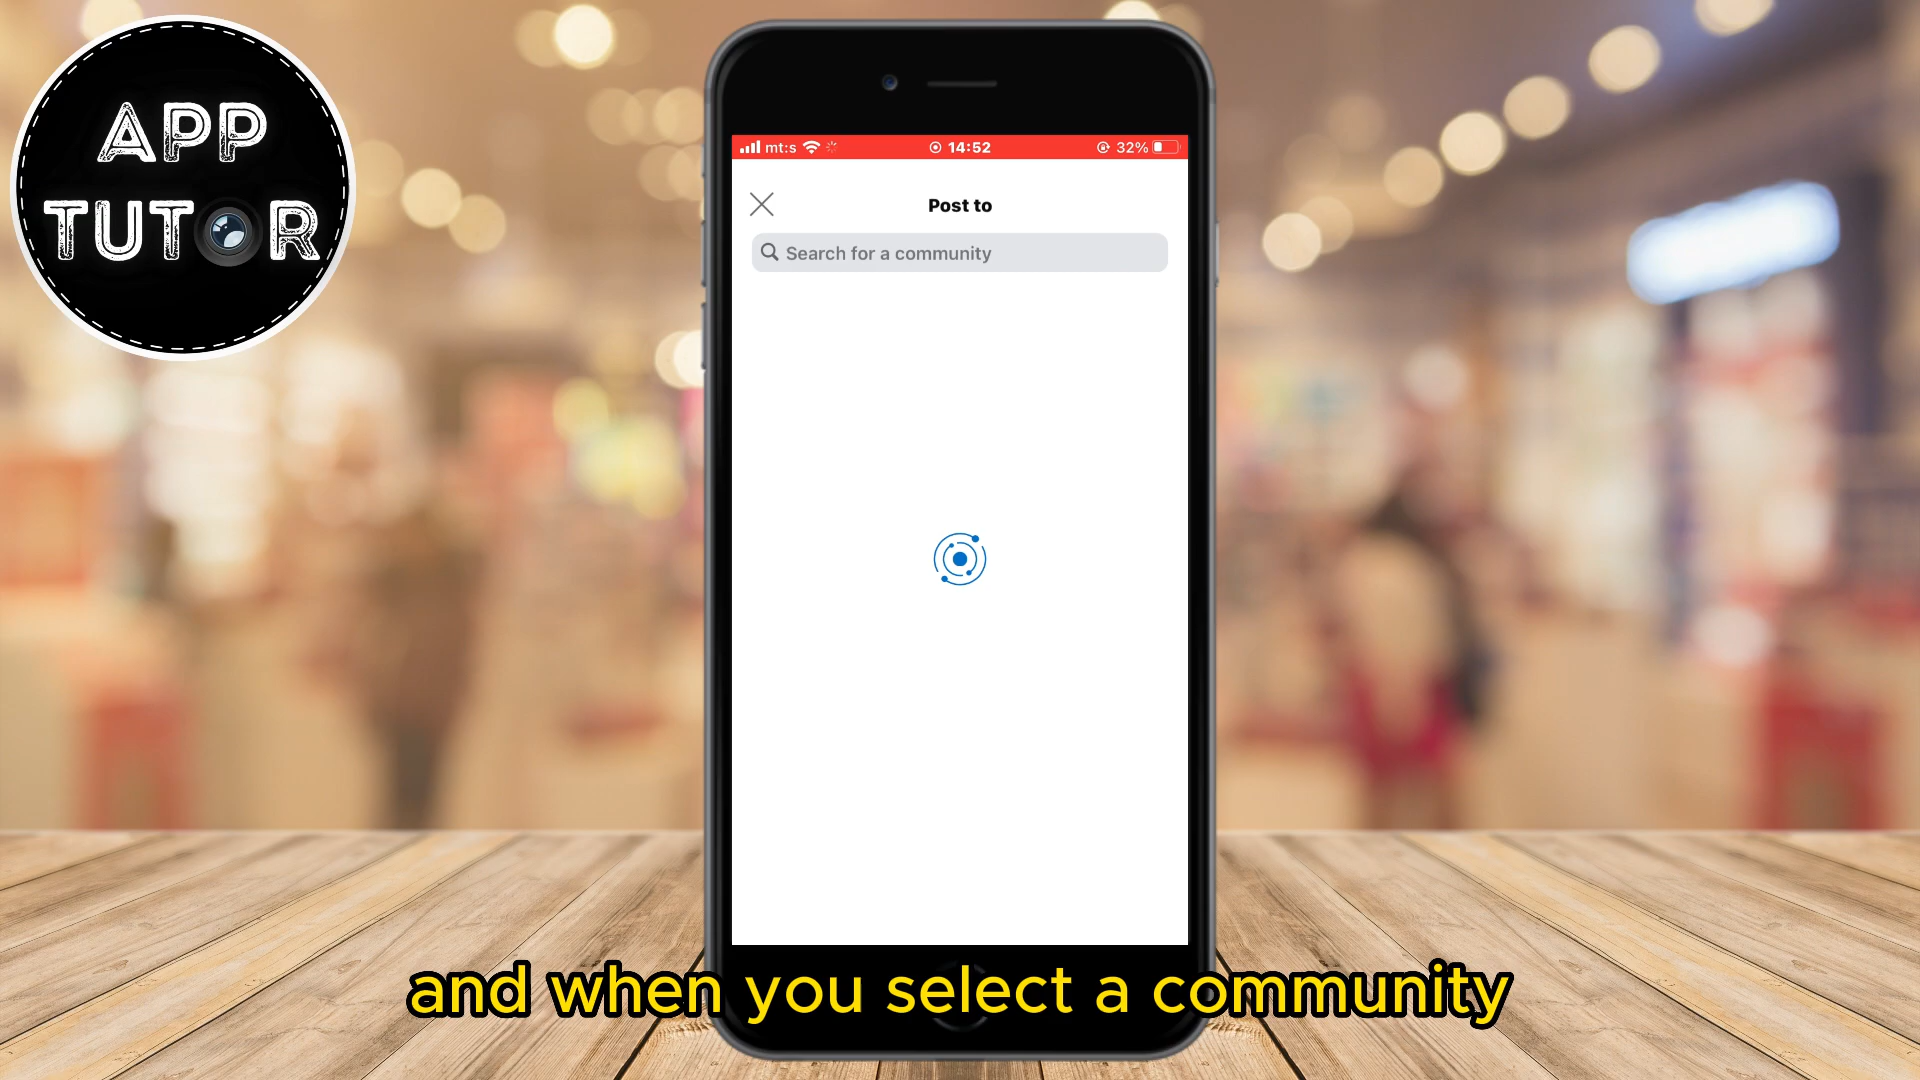 APP
TUTOR
mt:s
14:52
32%
Post to
Search for a community
and when you select a community